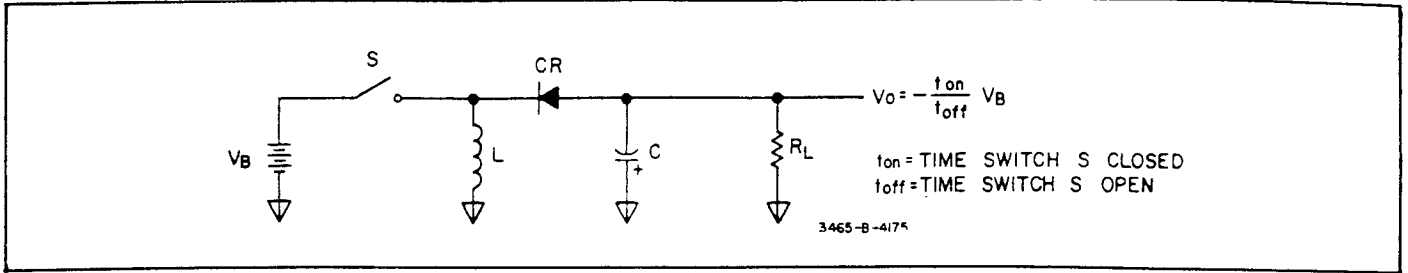 S
CR
Vo = - ton/toff VB
VB
L
C
+
RL
ton = TIME SWITCH S CLOSED
toff = TIME SWITCH S OPEN
3465-B-4175